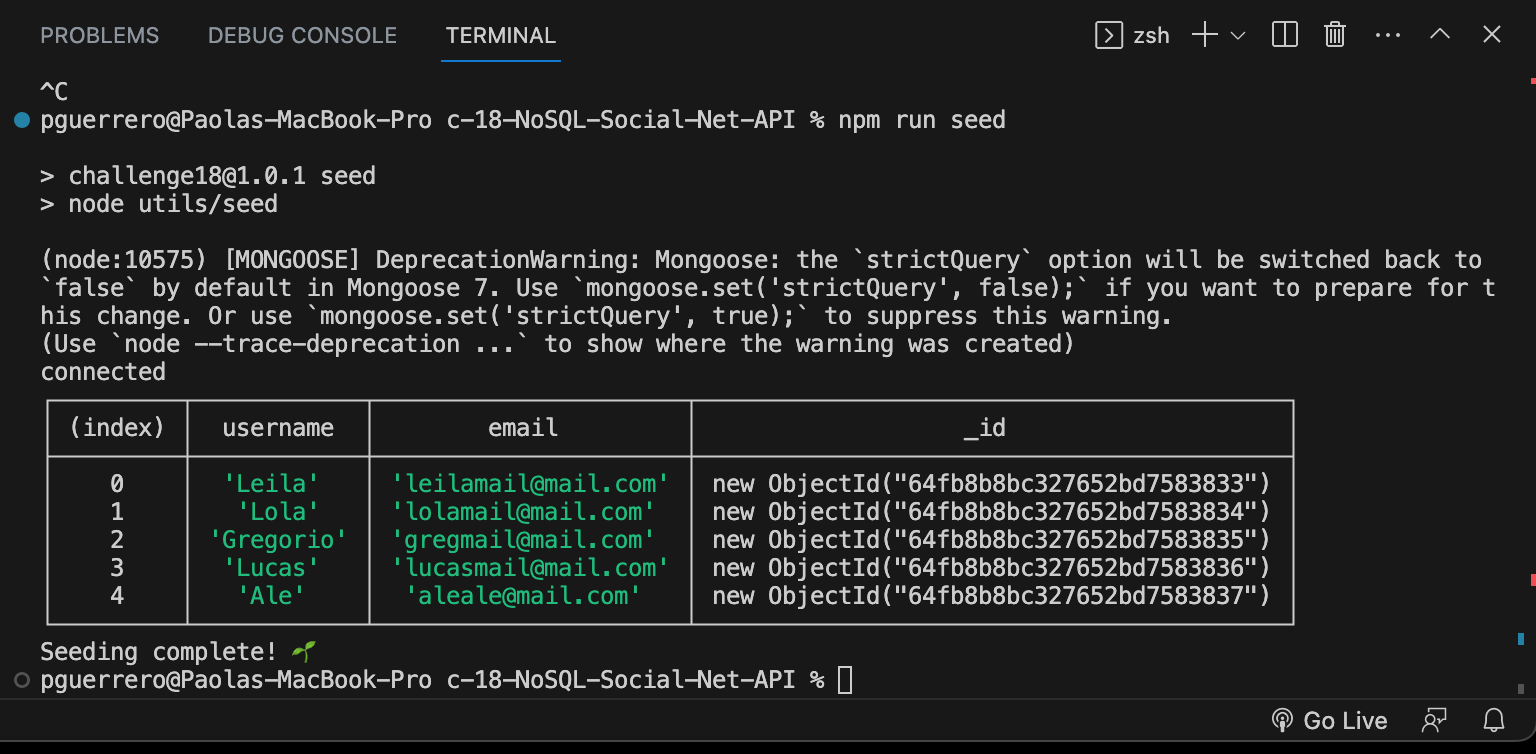 PROBLEMS DEBUG CONSOLE TERMINAL zsh
^C
pguerrero@Paolas-MacBook-Pro c-18-NoSQL-Social-Net-API % npm run seed
> challenge18@1.0.1 seed
> node utils/seed
(node:10575) [MONGOOSE] DeprecationWarning: Mongoose: the `strictQuery` option will be switched back to
`false` by default in Mongoose 7. Use `mongoose.set('strictQuery', false);` if you want to prepare for t
his change. Or use `mongoose.set('strictQuery', true);` to suppress this warning.
(Use `node --trace-deprecation ...` to show where the warning was created)
connected
(index) username email _id
0 'Leila' 'leilamail@mail.com' new ObjectId("64fb8b8bc327652bd7583833")
1 'Lola' 'lolamail@mail.com' new ObjectId("64fb8b8bc327652bd7583834")
2 'Gregorio' 'gregmail@mail.com' new ObjectId("64fb8b8bc327652bd7583835")
3 'Lucas' 'lucasmail@mail.com' new ObjectId("64fb8b8bc327652bd7583836")
4 'Ale' 'aleale@mail.com' new ObjectId("64fb8b8bc327652bd7583837")
Seeding complete! 🌱
pguerrero@Paolas-MacBook-Pro c-18-NoSQL-Social-Net-API %
Go Live